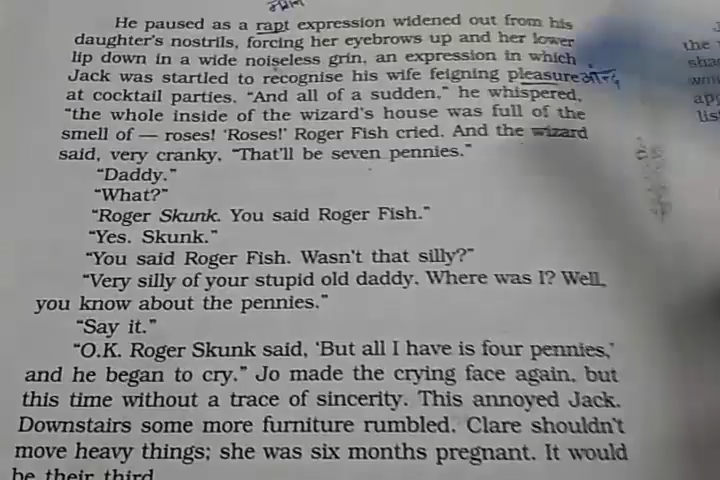 He paused as a rapt expression widened out from his
daughter's nostrils, forcing her eyebrows up and her lower
lip down in a wide noiseless grin, an expression in which
Jack was startled to recognise his wife feigning pleasure
at cocktail parties. “And all of a sudden,” he whispered,
“the whole inside of the wizard's house was full of the
smell of — roses! ‘Roses!’ Roger Fish cried. And the wizard
said, very cranky, “That'll be seven pennies.”
“Daddy.”
“What?”
“Roger Skunk. You said Roger Fish.”
“Yes. Skunk.”
“You said Roger Fish. Wasn't that silly?”
“Very silly of your stupid old daddy. Where was I? Well,
you know about the pennies.”
“Say it.”
“O.K. Roger Skunk said, ‘But all I have is four pennies,’
and he began to cry.” Jo made the crying face again, but
this time without a trace of sincerity. This annoyed Jack.
Downstairs some more furniture rumbled. Clare shouldn't
move heavy things; she was six months pregnant. It would
be their third.
the